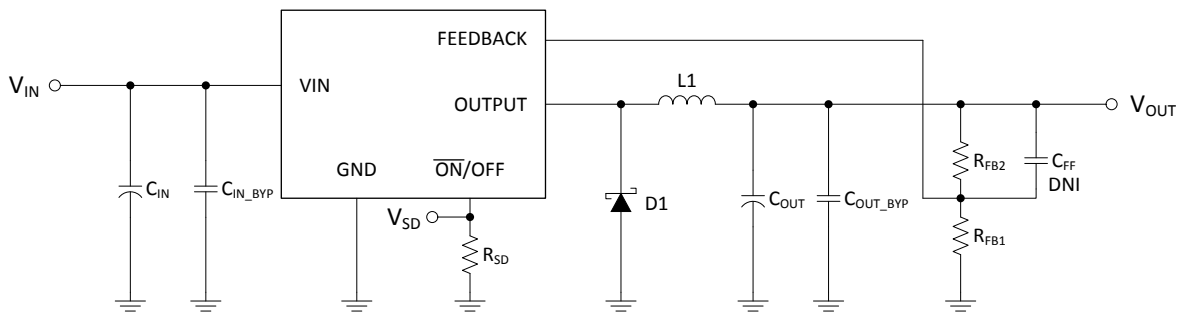 FEEDBACK
L1
V_IN
VIN
OUTPUT
V_OUT
GND
ON/OFF
C_IN
C_IN_BYP
V_SD
R_SD
D1
C_OUT
C_OUT_BYP
R_FB2
C_FF
DNI
R_FB1